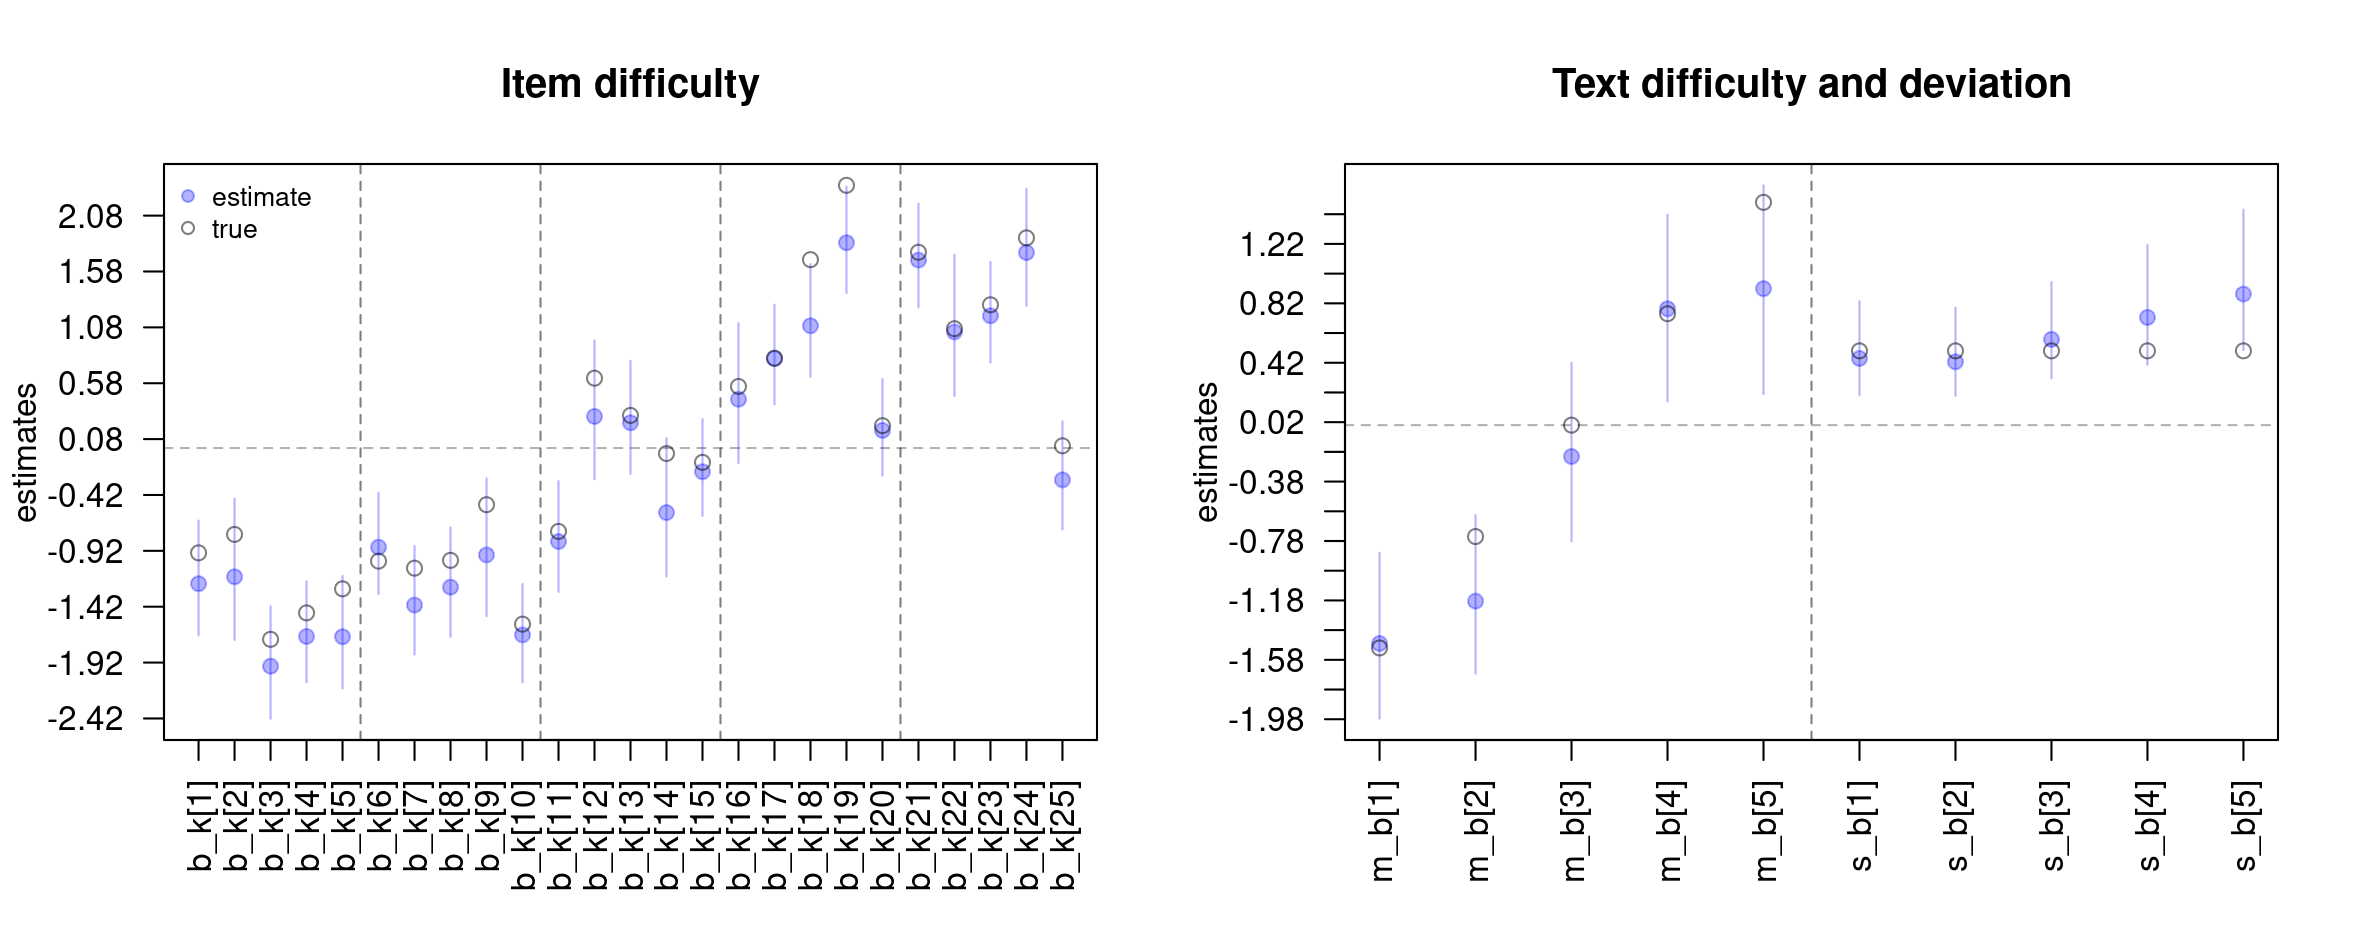 Item difficulty
estimate
true
estimates
2.08
1.58
1.08
0.58
0.08
-0.42
-0.92
-1.42
-1.92
-2.42
b_k[1]
b_k[2]
b_k[3]
b_k[4]
b_k[5]
b_k[6]
b_k[7]
b_k[8]
b_k[9]
b_k[10]
b_k[11]
b_k[12]
b_k[13]
b_k[14]
b_k[15]
b_k[16]
b_k[17]
b_k[18]
b_k[19]
b_k[20]
b_k[21]
b_k[22]
b_k[23]
b_k[24]
b_k[25]
Text difficulty and deviation
estimates
1.22
0.82
0.42
0.02
-0.38
-0.78
-1.18
-1.58
-1.98
m_b[1]
m_b[2]
m_b[3]
m_b[4]
m_b[5]
s_b[1]
s_b[2]
s_b[3]
s_b[4]
s_b[5]